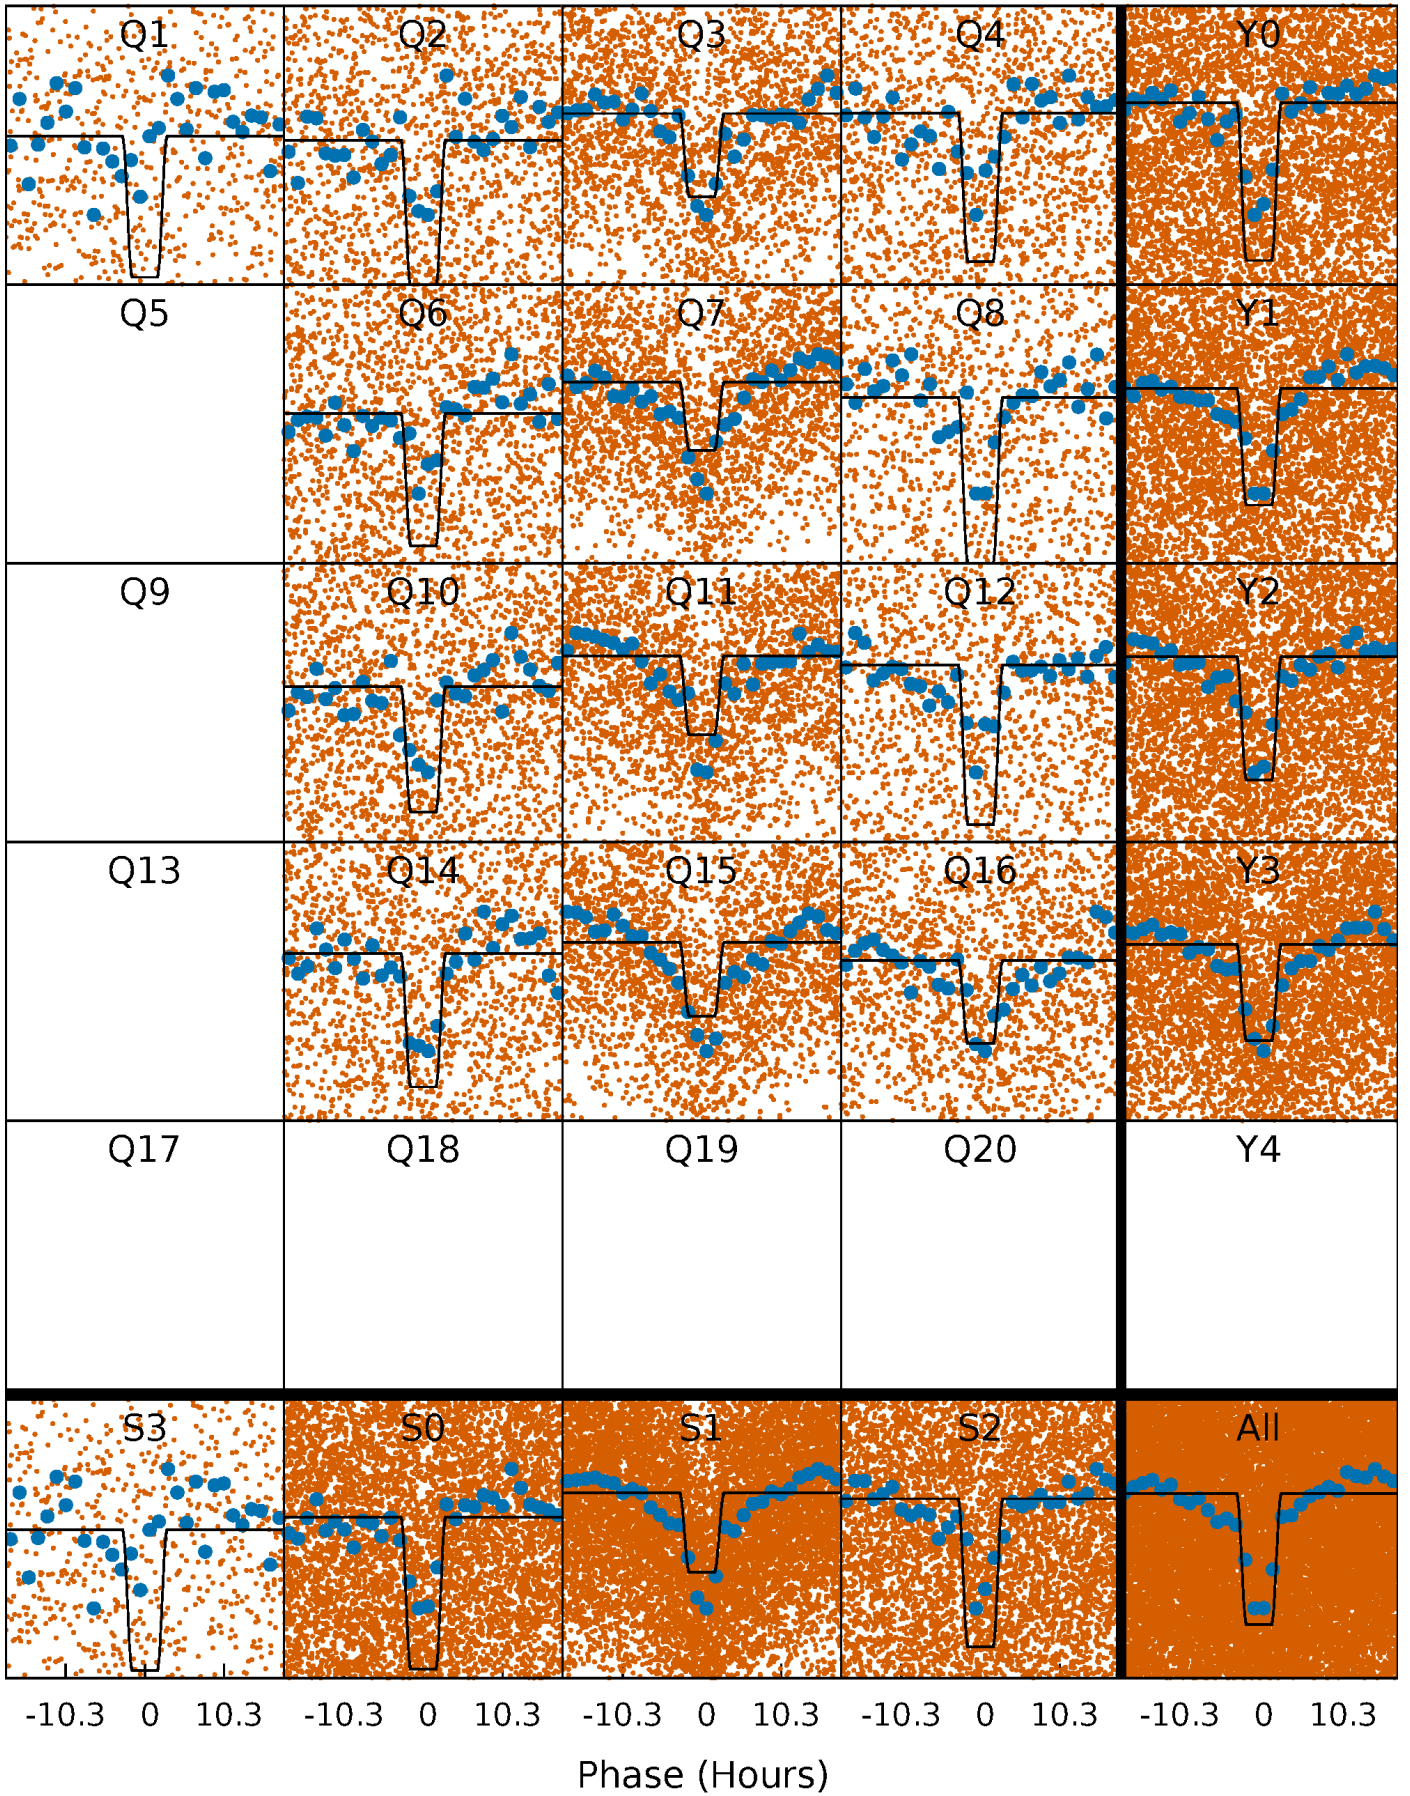 Q1 Q2 Q3 Q4 Y0
Q5 Q6 Q7 Q8 Y1
Q9 Q10 Q11 Q12 Y2
Q13 Q14 Q15 Q16 Y3
Q17 Q18 Q19 Q20 Y4
S3 S0 S1 S2 All
-10.3 0 10.3 -10.3 0 10.3 -10.3 0 10.3 -10.3 0 10.3 -10.3 0 10.3
Phase (Hours)